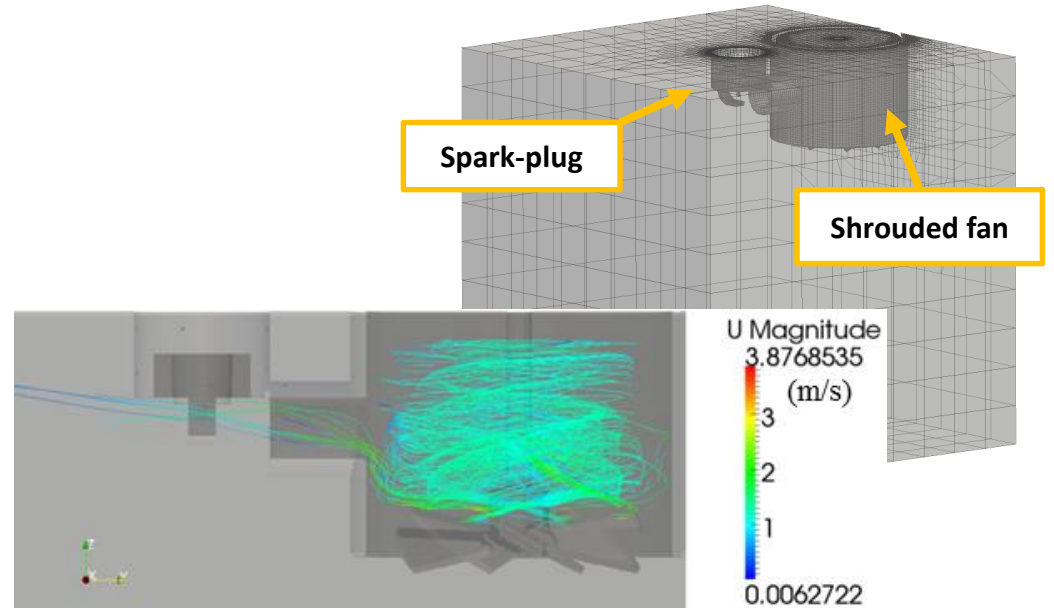 Spark-plug
Shrouded fan
U Magnitude
3.8768535
(m/s)
3
2
1
0.0062722
Z
X
Y